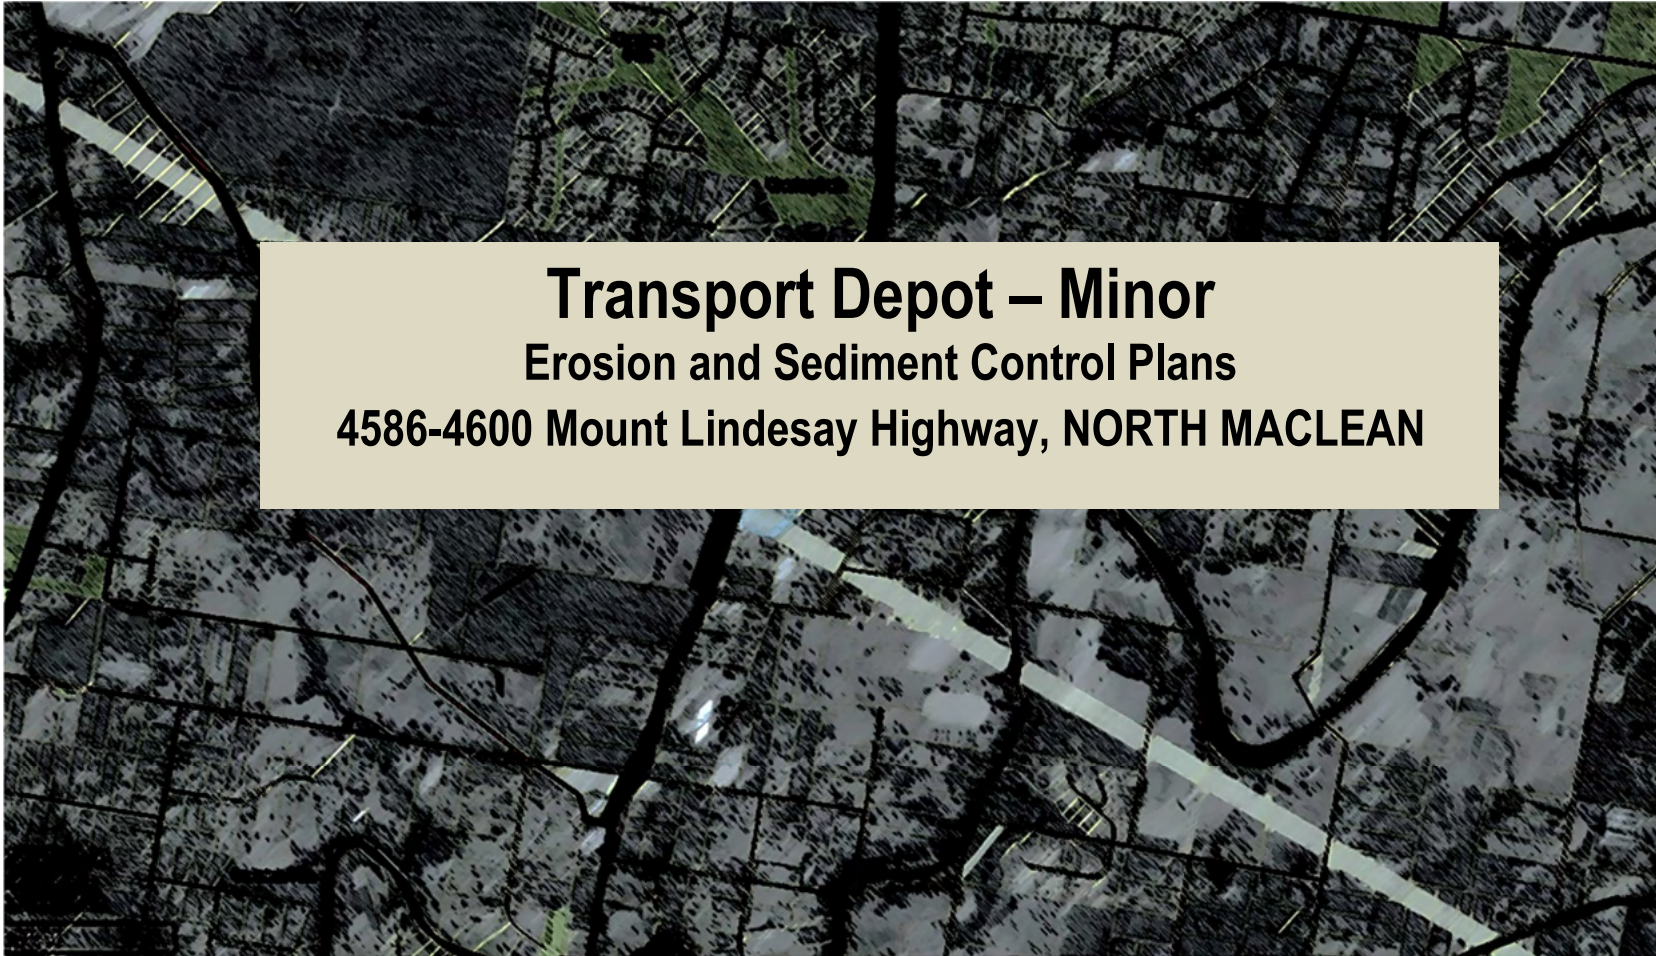 Transport Depot – Minor
Erosion and Sediment Control Plans
4586-4600 Mount Lindesay Highway, NORTH MACLEAN